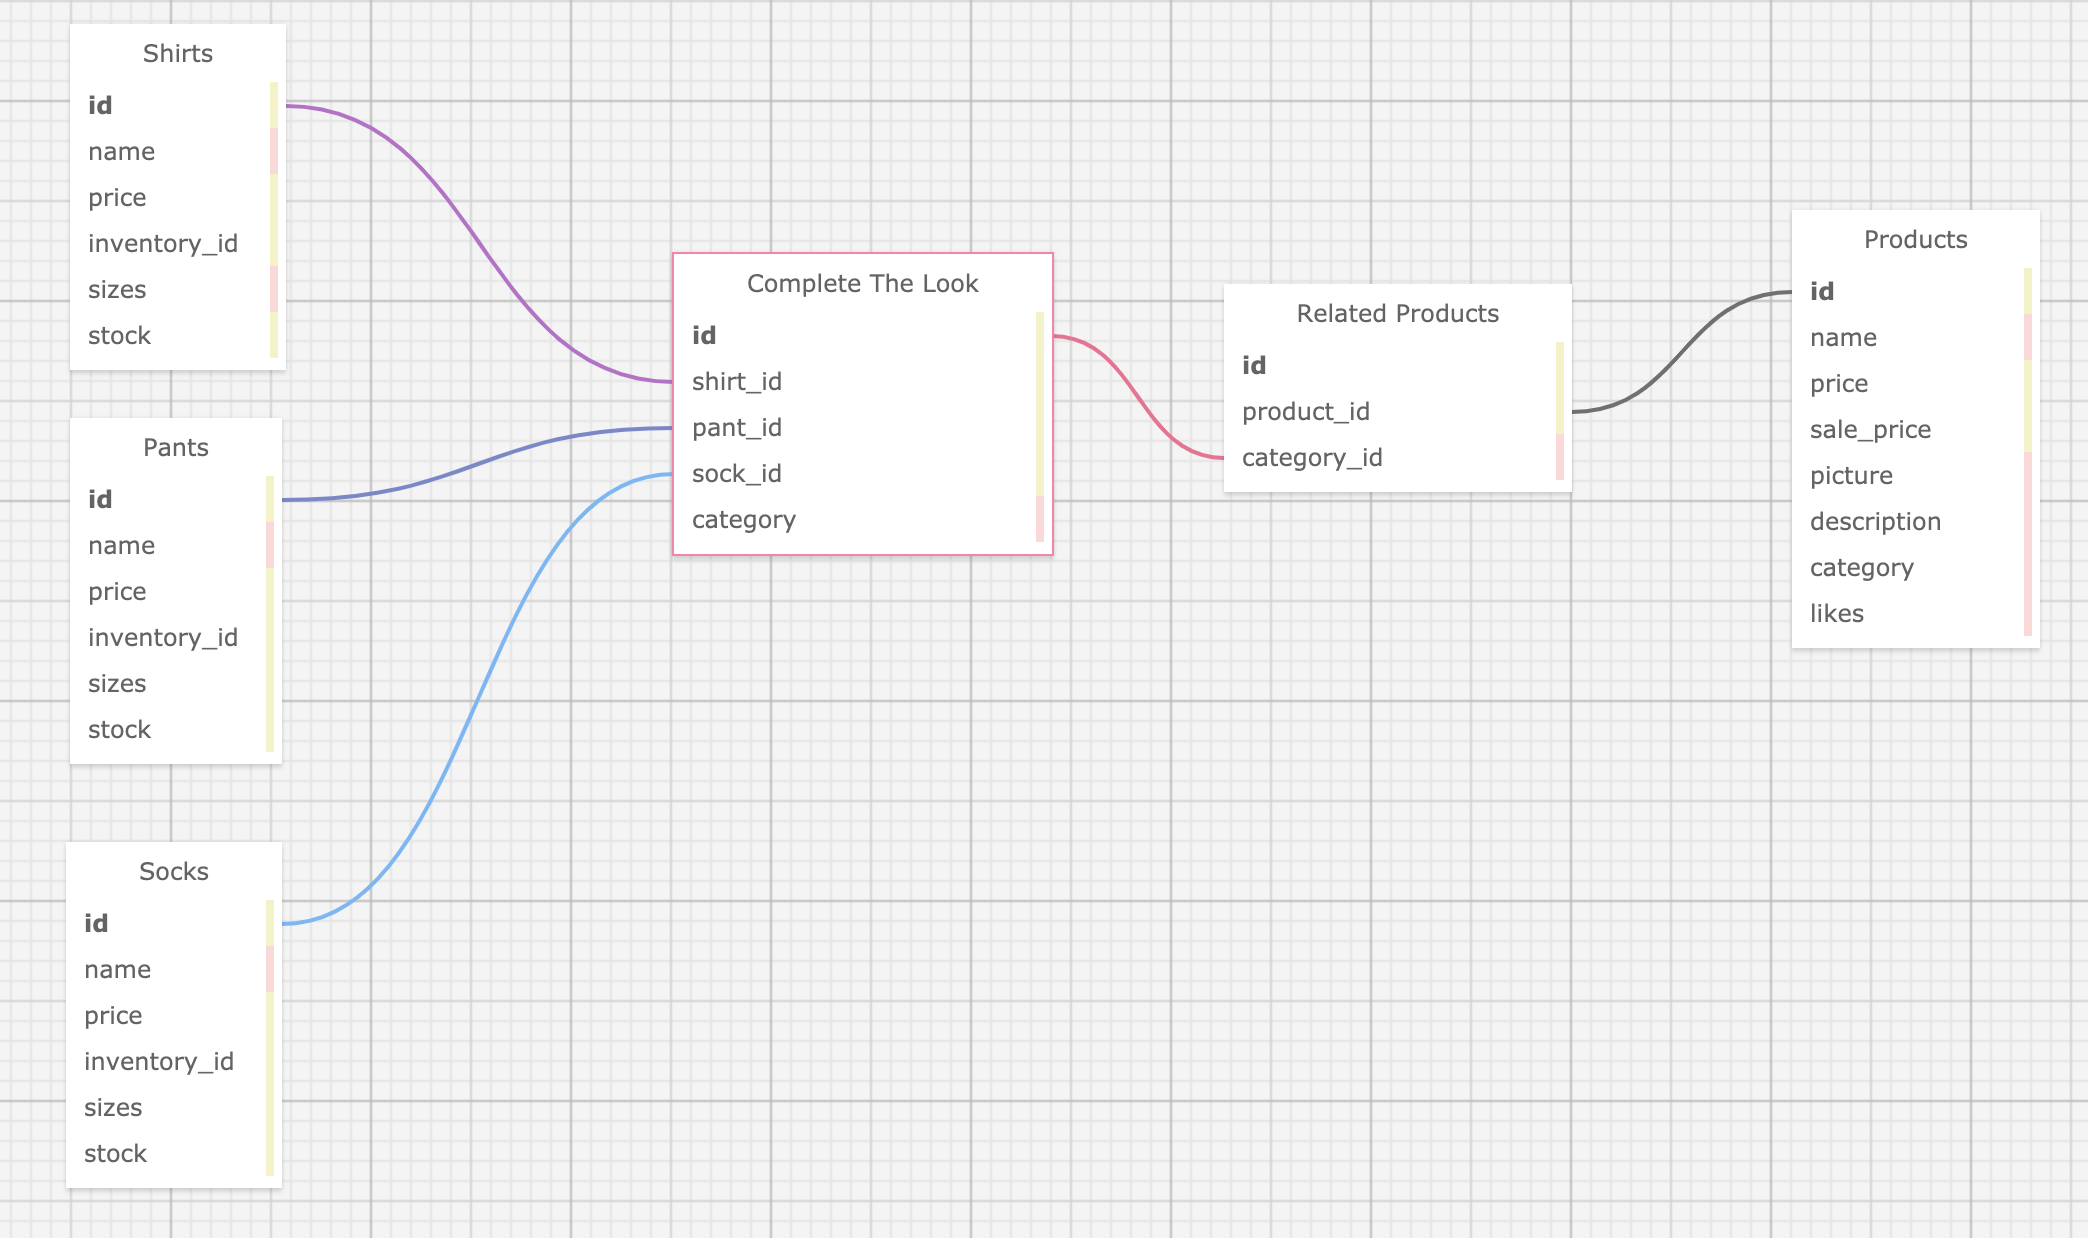 Shirts
id
name
price
inventory_id
sizes
stock
Pants
id
name
price
inventory_id
sizes
stock
Socks
id
name
price
inventory_id
sizes
stock
Complete The Look
id
shirt_id
pant_id
sock_id
category
Related Products
id
product_id
category_id
Products
id
name
price
sale_price
picture
description
category
likes